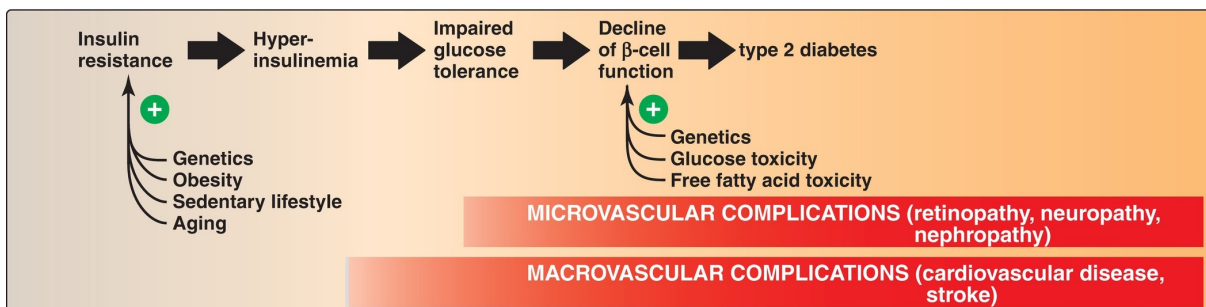 Insulin
resistance
Hyper-
insulinemia
Impaired
glucose
tolerance
Decline
of β-cell
function
type 2 diabetes
+
Genetics
Obesity
Sedentary lifestyle
Aging
+
Genetics
Glucose toxicity
Free fatty acid toxicity
MICROVASCULAR COMPLICATIONS (retinopathy, neuropathy,
nephropathy)
MACROVASCULAR COMPLICATIONS (cardiovascular disease,
stroke)